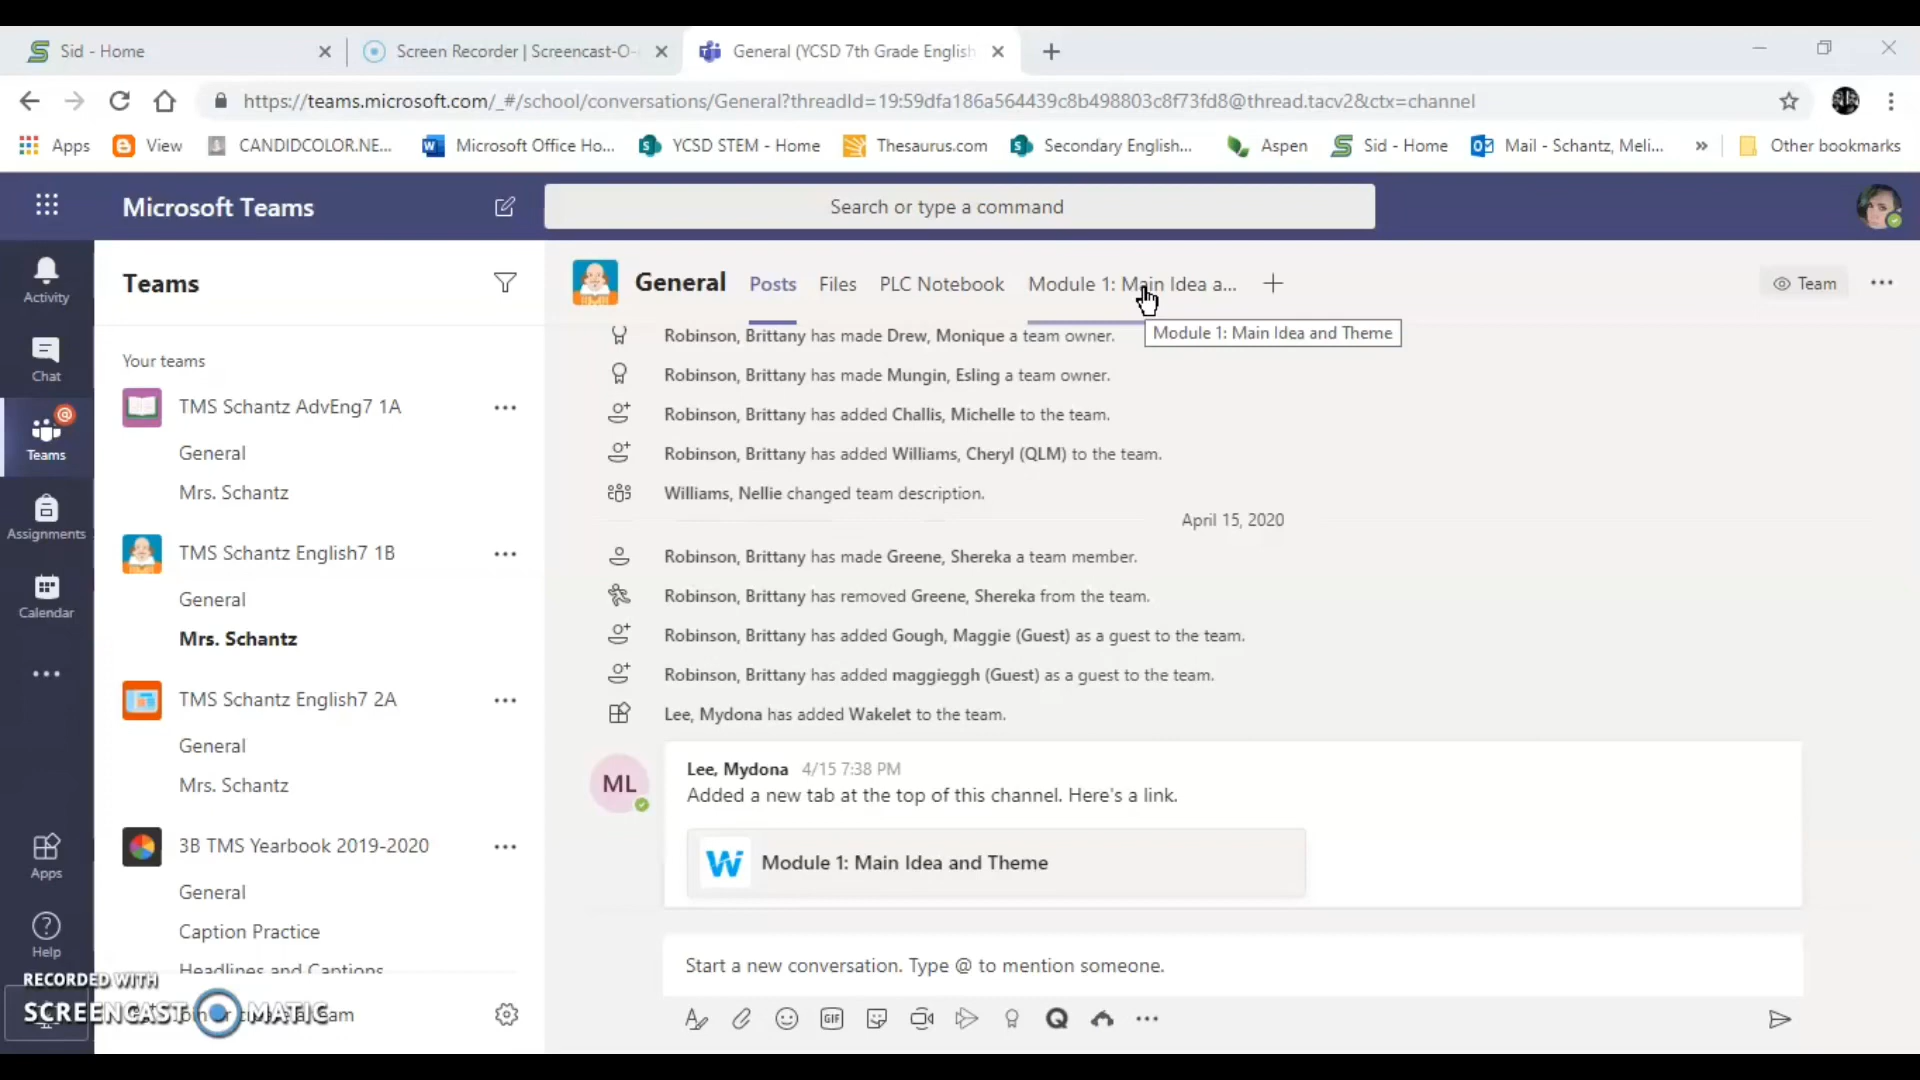 Sid - Home
Screen Recorder | Screencast-O-
General (YCSD 7th Grade English
https://teams.microsoft.com/_#/school/conversations/General?threadId=19:59dfa186a564439c8b498803c8f73fd8@thread.tacv2&ctx=channel
Apps View CANDIDCOLOR.NE... Microsoft Office Ho... YCSD STEM - Home Thesaurus.com Secondary English... Aspen Sid - Home Mail - Schantz, Meli... » Other bookmarks
Microsoft Teams
Search or type a command
Activity
Chat
Teams
Assignments
Calendar
Apps
Help
Teams
Your teams
TMS Schantz AdvEng7 1A
General
Mrs. Schantz
TMS Schantz English7 1B
General
Mrs. Schantz
TMS Schantz English7 2A
General
Mrs. Schantz
3B TMS Yearbook 2019-2020
General
Caption Practice
Headlines and Captions
RECORDED WITH
SCREENCAST MATIC
team
General Posts Files PLC Notebook Module 1: Main Idea a... +
Team
Module 1: Main Idea and Theme
Robinson, Brittany has made Drew, Monique a team owner.
Robinson, Brittany has made Mungin, Esling a team owner.
Robinson, Brittany has added Challis, Michelle to the team.
Robinson, Brittany has added Williams, Cheryl (QLM) to the team.
Williams, Nellie changed team description.
April 15, 2020
Robinson, Brittany has made Greene, Shereka a team member.
Robinson, Brittany has removed Greene, Shereka from the team.
Robinson, Brittany has added Gough, Maggie (Guest) as a guest to the team.
Robinson, Brittany has added maggieggh (Guest) as a guest to the team.
Lee, Mydona has added Wakelet to the team.
ML
Lee, Mydona 4/15 7:38 PM
Added a new tab at the top of this channel. Here's a link.
Module 1: Main Idea and Theme
Start a new conversation. Type @ to mention someone.
GIF